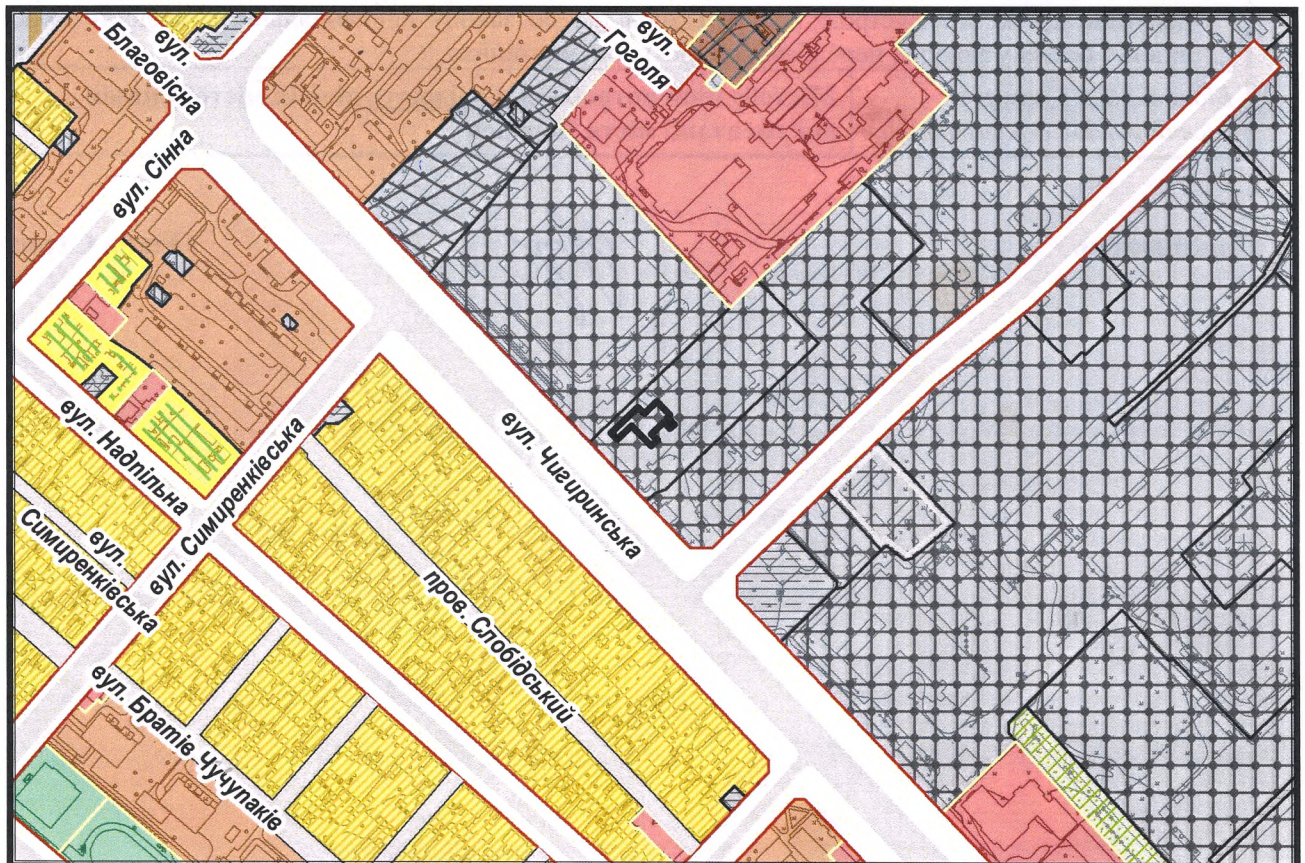 вул.
Благовісна
вул.
Гоголя
вул. Сінна
вул. Надпільна
вул. Симиренківська
вул. Чигиринська
вул.
Симиренківська
пров. Слобідський
вул. Братів Чучупаків